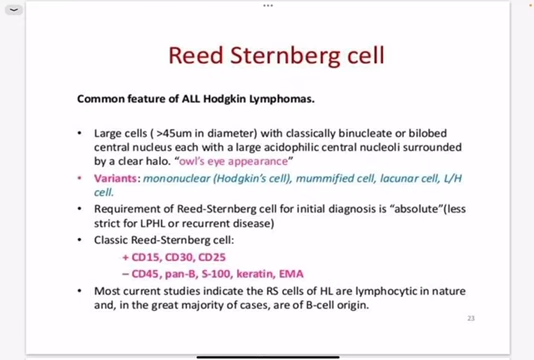 Reed Sternberg cell
Common feature of ALL Hodgkin Lymphomas.
• Large cells ( >45um in diameter) with classically binucleate or bilobed
central nucleus each with a large acidophilic central nucleoli surrounded
by a clear halo. “owl’s eye appearance”
• Variants: mononuclear (Hodgkin’s cell), mummified cell, lacunar cell, L/H
cell.
• Requirement of Reed-Sternberg cell for initial diagnosis is “absolute”(less
strict for LPHL or recurrent disease)
• Classic Reed-Sternberg cell:
+ CD15, CD30, CD25
– CD45, pan-B, S-100, keratin, EMA
• Most current studies indicate the RS cells of HL are lymphocytic in nature
and, in the great majority of cases, are of B-cell origin.
23